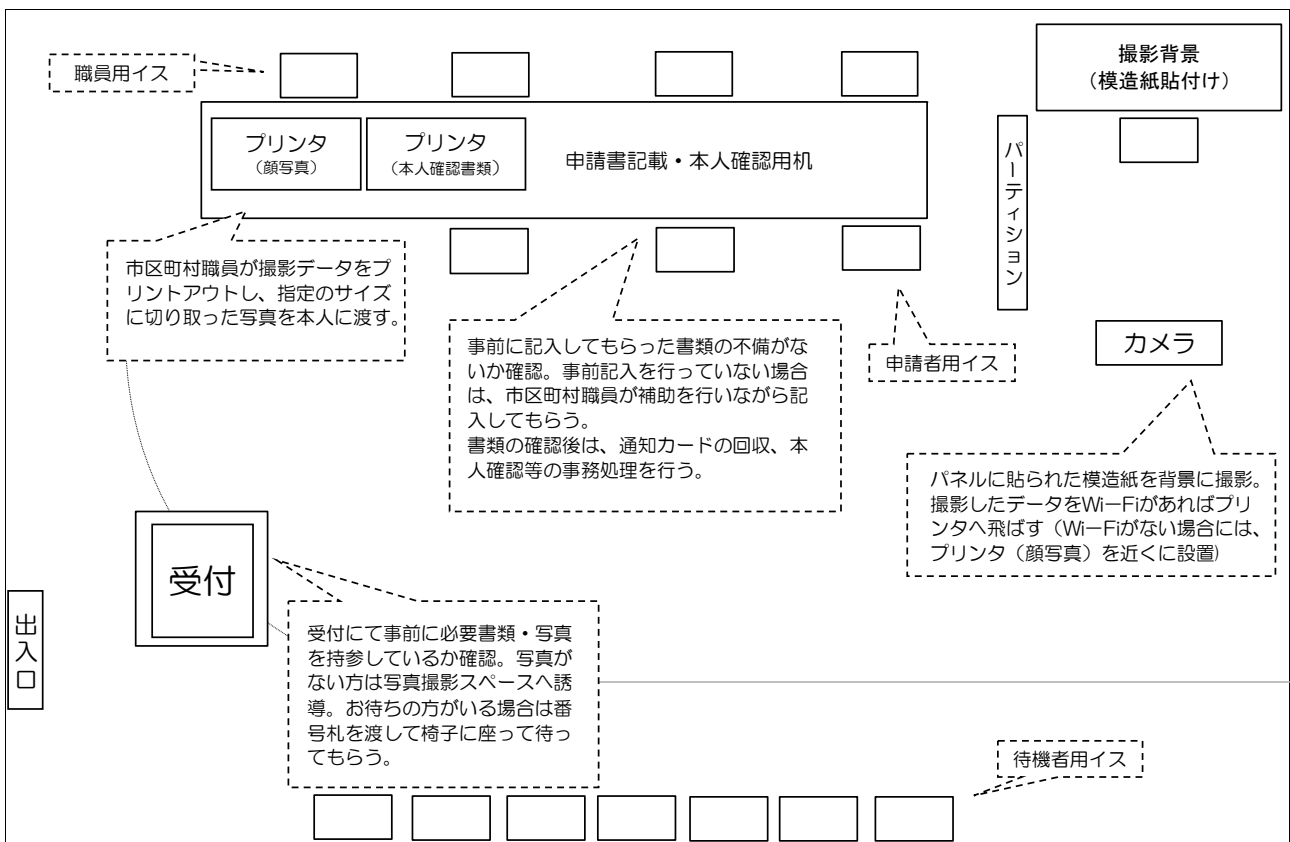 職員用イス
撮影背景
（模造紙貼付け）
プリンタ
（顔写真）
プリンタ
（本人確認書類）
申請書記載・本人確認用机
パーティション
市区町村職員が撮影データをプ
リントアウトし、指定のサイズ
に切り取った写真を本人に渡す。
事前に記入してもらった書類の不備がな
いか確認。事前記入を行っていない場合
は、市区町村職員が補助を行いながら記
入してもらう。
書類の確認後は、通知カードの回収、本
人確認等の事務処理を行う。
申請者用イス
カメラ
パネルに貼られた模造紙を背景に撮影。
撮影したデータをWi－Fiがあればプリ
ンタへ飛ばす（Wi－Fiがない場合には、
プリンタ（顔写真）を近くに設置)
受付
出入口
受付にて事前に必要書類・写真
を持参しているか確認。写真が
ない方は写真撮影スペースへ誘
導。お待ちの方がいる場合は番
号札を渡して椅子に座って待っ
てもらう。
待機者用イス